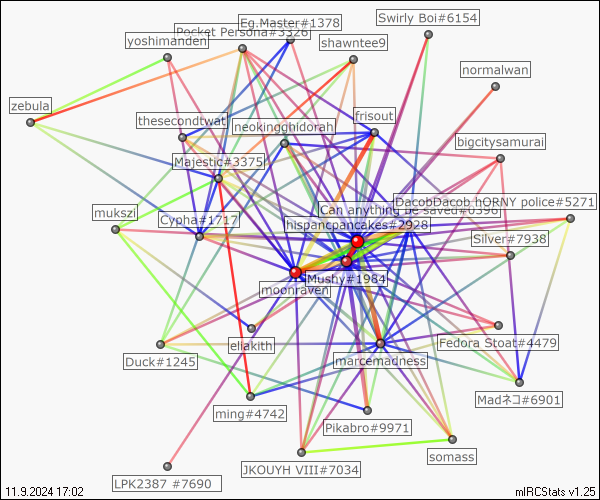 Eg.Master#1378
Swirly Boi#6154
Pocket Persona#3326
yoshimanden
shawntee9
normalwan
zebula
frisout
thesecondtwat
neokingghidorah
bigcitysamurai
Majestic#3375
DacobDacob hORNY police#5271
Can anything be saved#0396
mukszi
Cypha#1717
hispancpancakes#2928
Silver#7938
Mushy#1984
moonraven
Fedora Stoat#4479
eliakith
Duck#1245
marcemadness
Madネコ#6901
ming#4742
Pikabro#9971
somass
JKOUYH VIII#7034
LPK2387 #7690
11.9.2024 17:02
mIRCStats v1.25